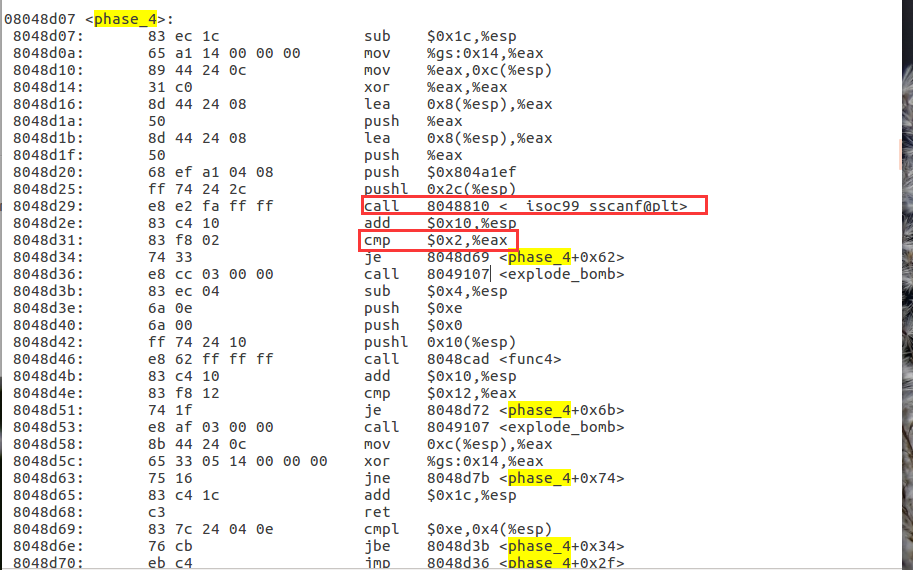 08048d07 <phase_4>:
8048d07: 83 ec 1c sub $0x1c,%esp
8048d0a: 65 a1 14 00 00 00 mov %gs:0x14,%eax
8048d10: 89 44 24 0c mov %eax,0xc(%esp)
8048d14: 31 c0 xor %eax,%eax
8048d16: 8d 44 24 08 lea 0x8(%esp),%eax
8048d1a: 50 push %eax
8048d1b: 8d 44 24 08 lea 0x8(%esp),%eax
8048d1f: 50 push %eax
8048d20: 68 ef a1 04 08 push $0x804a1ef
8048d25: ff 74 24 2c pushl 0x2c(%esp)
8048d29: e8 e2 fa ff ff call 8048810 <__isoc99_sscanf@plt>
8048d2e: 83 c4 10 add $0x10,%esp
8048d31: 83 f8 02 cmp $0x2,%eax
8048d34: 74 33 je 8048d69 <phase_4+0x62>
8048d36: e8 cc 03 00 00 call 8049107 <explode_bomb>
8048d3b: 83 ec 04 sub $0x4,%esp
8048d3e: 6a 0e push $0xe
8048d40: 6a 00 push $0x0
8048d42: ff 74 24 10 pushl 0x10(%esp)
8048d46: e8 62 ff ff ff call 8048cad <func4>
8048d4b: 83 c4 10 add $0x10,%esp
8048d4e: 83 f8 12 cmp $0x12,%eax
8048d51: 74 1f je 8048d72 <phase_4+0x6b>
8048d53: e8 af 03 00 00 call 8049107 <explode_bomb>
8048d58: 8b 44 24 0c mov 0xc(%esp),%eax
8048d5c: 65 33 05 14 00 00 00 xor %gs:0x14,%eax
8048d63: 75 16 jne 8048d7b <phase_4+0x74>
8048d65: 83 c4 1c add $0x1c,%esp
8048d68: c3 ret
8048d69: 83 7c 24 04 0e cmpl $0xe,0x4(%esp)
8048d6e: 76 cb jbe 8048d3b <phase_4+0x34>
8048d70: eb c4 jmp 8048d36 <phase_4+0x2f>